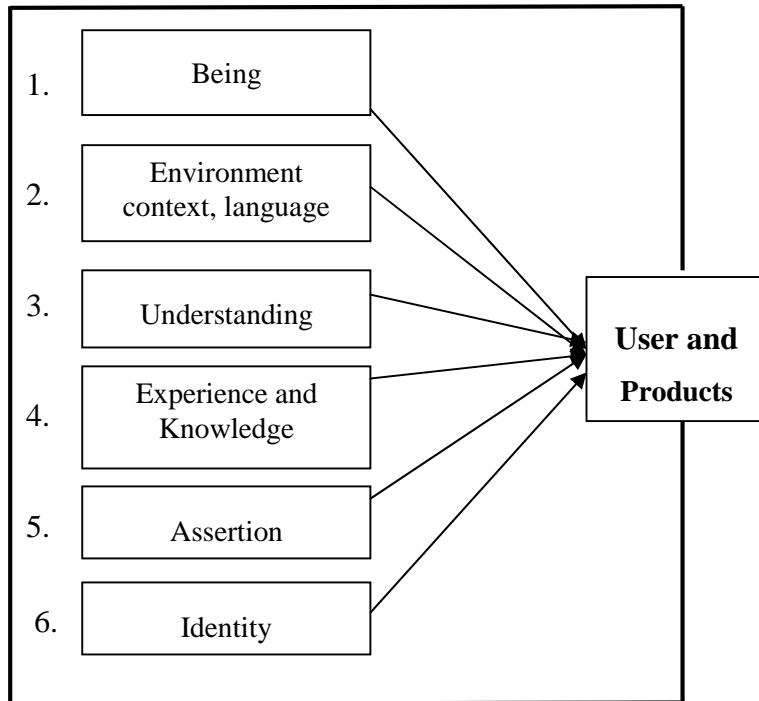 1.
Being
2.
Environment
context, language
3.
Understanding
4.
Experience and
Knowledge
5.
Assertion
6.
Identity
User and
Products